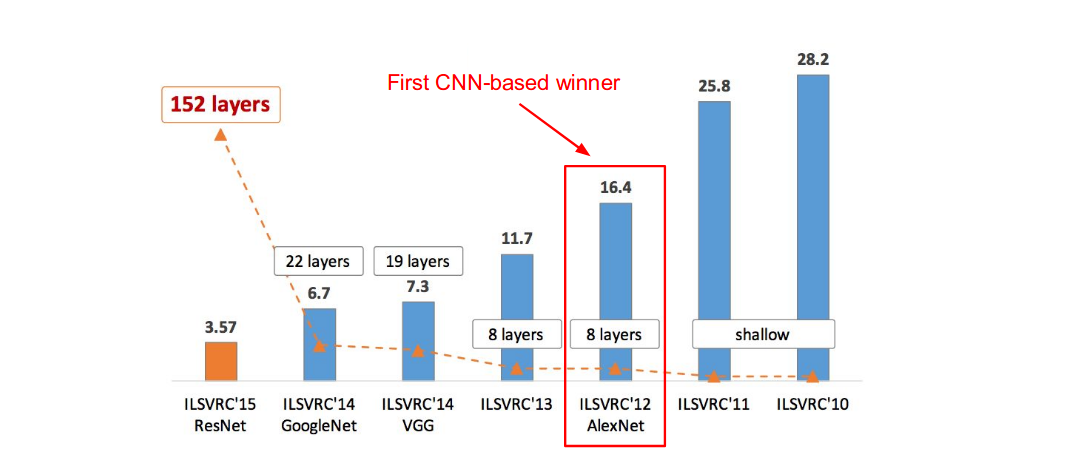 28.2
25.8
First CNN-based winner
152 layers
16.4
11.7
22 layers
19 layers
6.7
7.3
3.57
8 layers
8 layers
shallow
ILSVRC'15
ResNet
ILSVRC'14
GoogleNet
ILSVRC'14
VGG
ILSVRC'13
ILSVRC'12
AlexNet
ILSVRC'11
ILSVRC'10